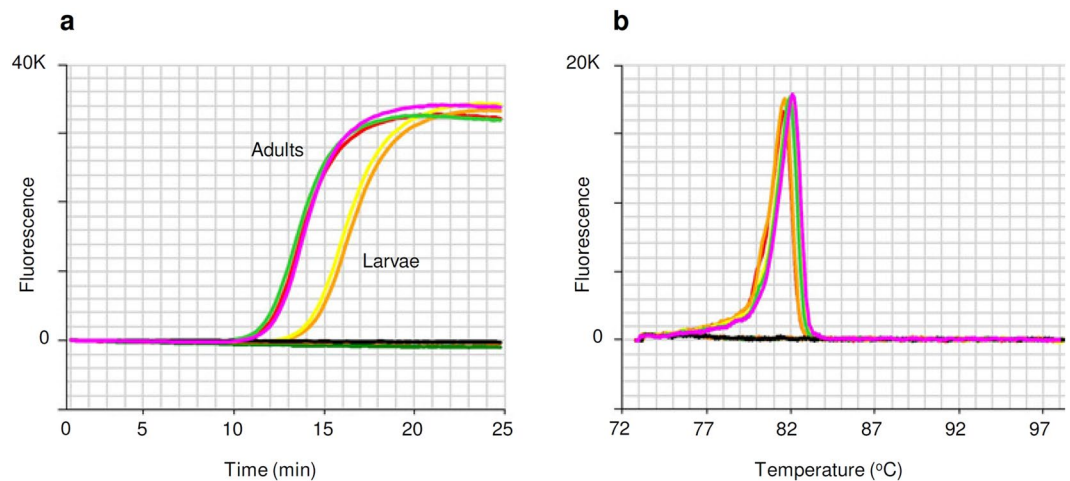 a
40K
Fluorescence
Adults
Larvae
0
0 5 10 15 20 25
Time (min)
b
20K
Fluorescence
0
72 77 82 87 92 97
Temperature (ºC)